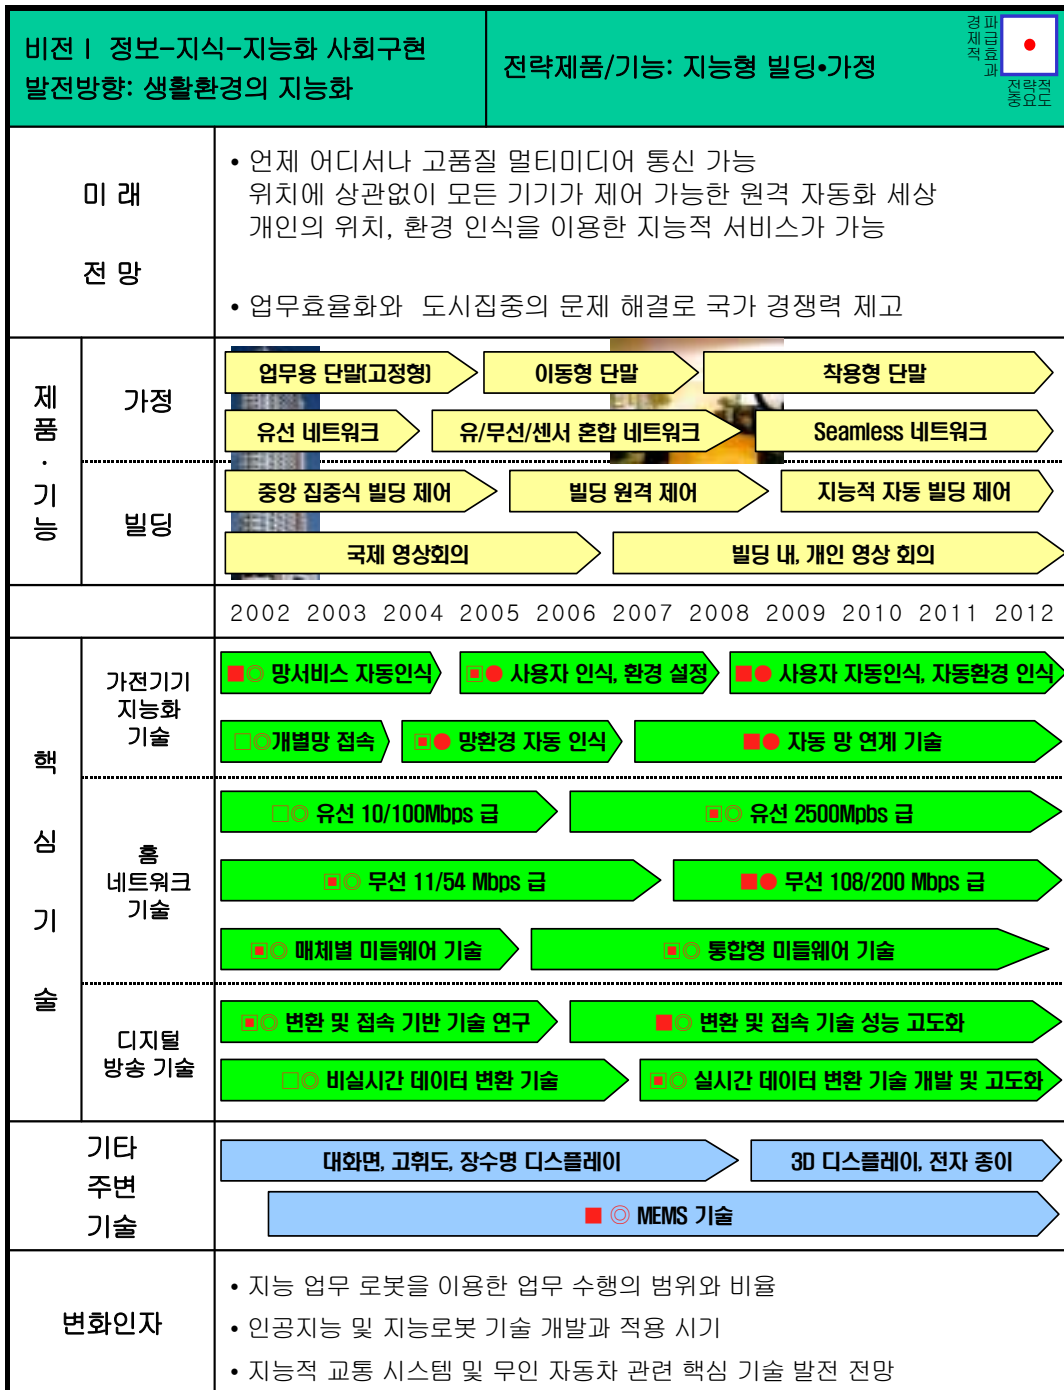 비전 I 정보-지식-지능화 사회구현
발전방향: 생활환경의 지능화
전략제품/기능: 지능형 빌딩•가정
경제적
파급효과
전략적
중요도
미 래
전 망
• 언제 어디서나 고품질 멀티미디어 통신 가능
위치에 상관없이 모든 기기가 제어 가능한 원격 자동화 세상
개인의 위치, 환경 인식을 이용한 지능적 서비스가 가능
• 업무효율화와 도시집중의 문제 해결로 국가 경쟁력 제고
제품·기능
가정
업무용 단말(고정형)
이동형 단말
착용형 단말
유선 네트워크
유/무선/센서 혼합 네트워크
Seamless 네트워크
빌딩
중앙 집중식 빌딩 제어
빌딩 원격 제어
지능적 자동 빌딩 제어
국제 영상회의
빌딩 내, 개인 영상 회의
2002 2003 2004 2005 2006 2007 2008 2009 2010 2011 2012
핵심기술
가전기기
지능화
기술
■◎ 망서비스 자동인식
▣● 사용자 인식, 환경 설정
■● 사용자 자동인식, 자동환경 인식
□◎개별망 접속
▣● 망환경 자동 인식
■● 자동 망 연계 기술
홈
네트워크
기술
□◎ 유선 10/100Mbps 급
▣◎ 유선 2500Mpbs 급
▣◎ 무선 11/54 Mbps 급
■● 무선 108/200 Mbps 급
▣◎ 매체별 미들웨어 기술
▣◎ 통합형 미들웨어 기술
디지털
방송 기술
▣◎ 변환 및 접속 기반 기술 연구
■◎ 변환 및 접속 기술 성능 고도화
□◎ 비실시간 데이터 변환 기술
▣◎ 실시간 데이터 변환 기술 개발 및 고도화
기타
주변
기술
대화면, 고휘도, 장수명 디스플레이
3D 디스플레이, 전자 종이
■ ◎ MEMS 기술
변화인자
• 지능 업무 로봇을 이용한 업무 수행의 범위와 비율
• 인공지능 및 지능로봇 기술 개발과 적용 시기
• 지능적 교통 시스템 및 무인 자동차 관련 핵심 기술 발전 전망